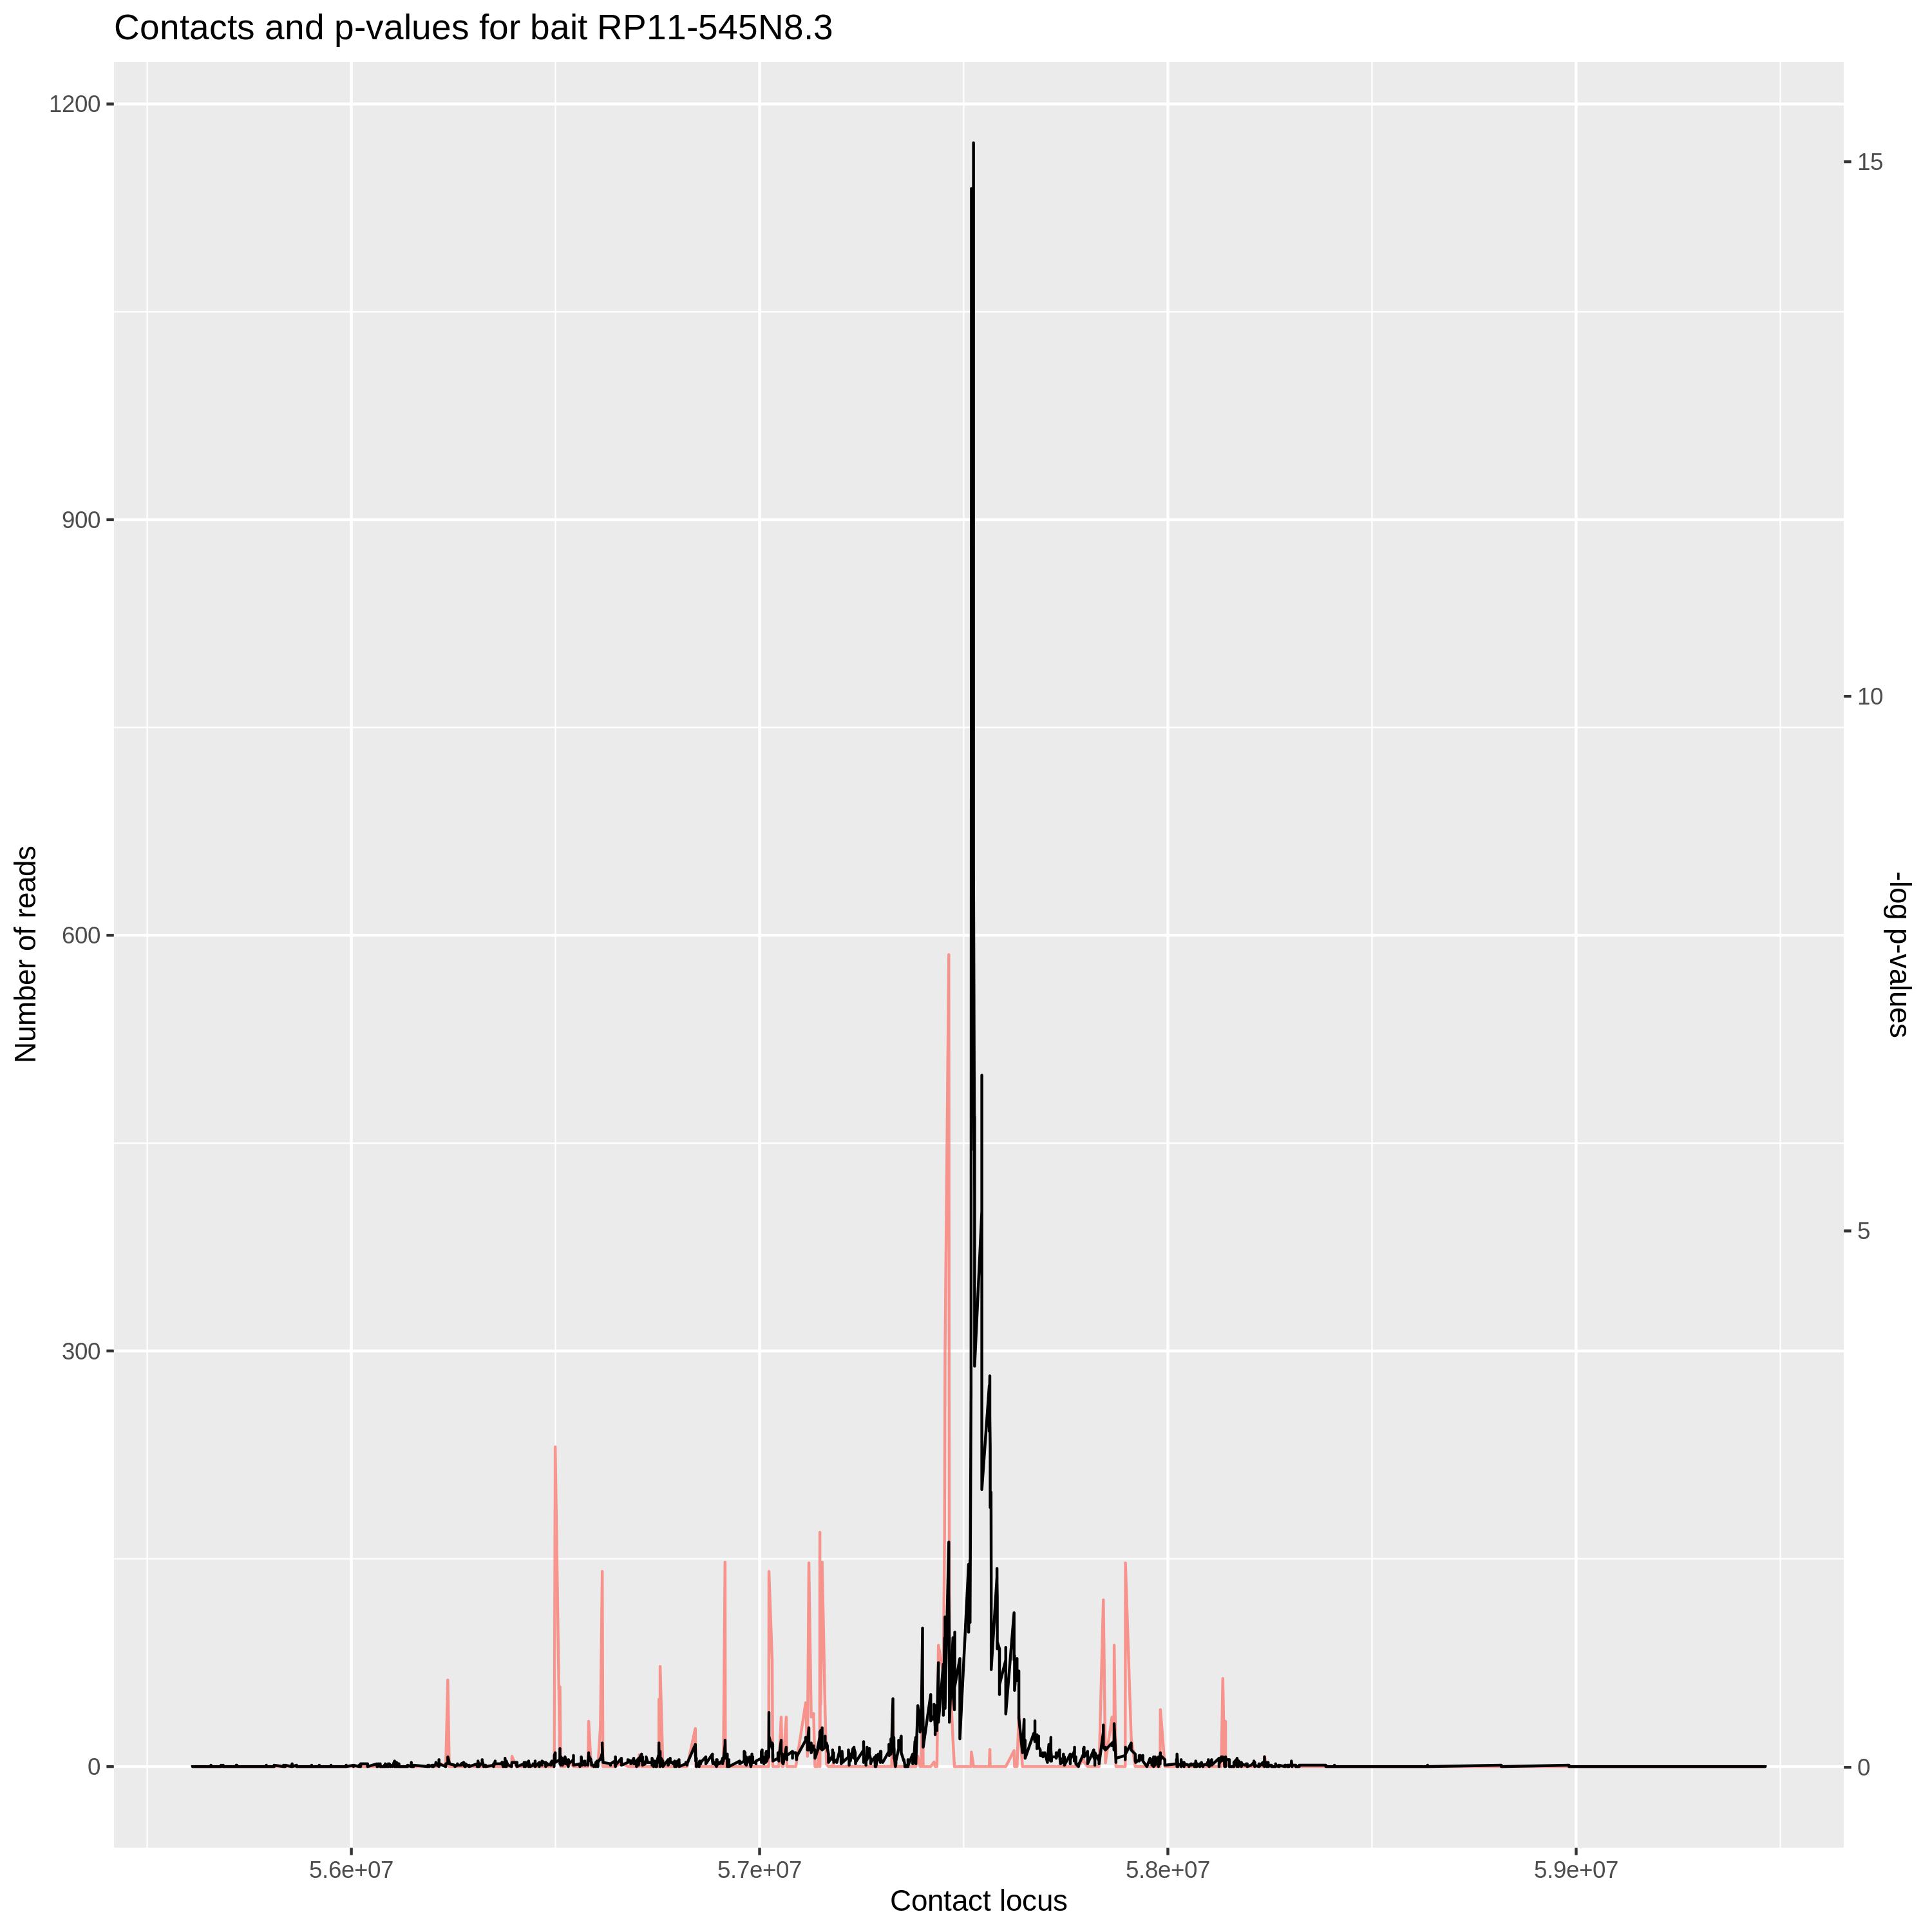 Contacts and p-values for bait RP11-545N8.3
1200
900
600
300
0
Number of reads
15
10
5
0
-log p-values
5.6e+07
5.7e+07
5.8e+07
5.9e+07
Contact locus